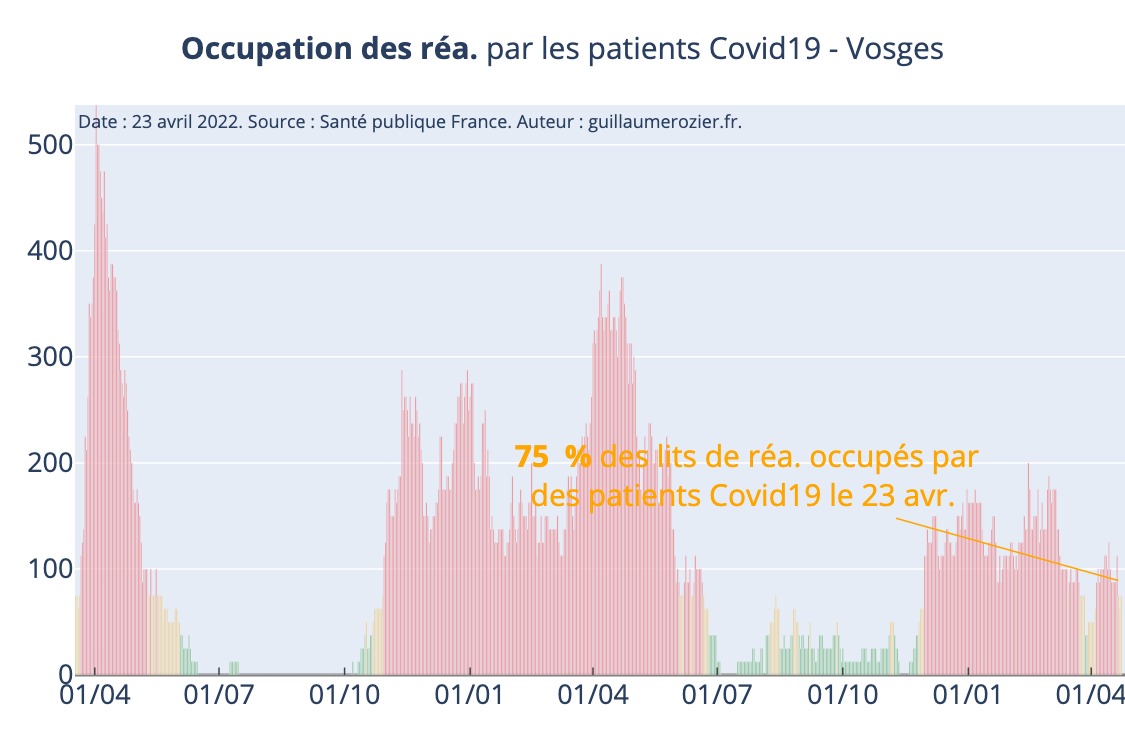 Occupation des réa. par les patients Covid19 - Vosges
Date : 23 avril 2022. Source : Santé publique France. Auteur : guillaumerozier.fr.
500
400
300
200
75 % des lits de réa. occupés par
des patients Covid19 le 23 avr.
100
0
01/04 01/07 01/10 01/01 01/04 01/07 01/10 01/01 01/04